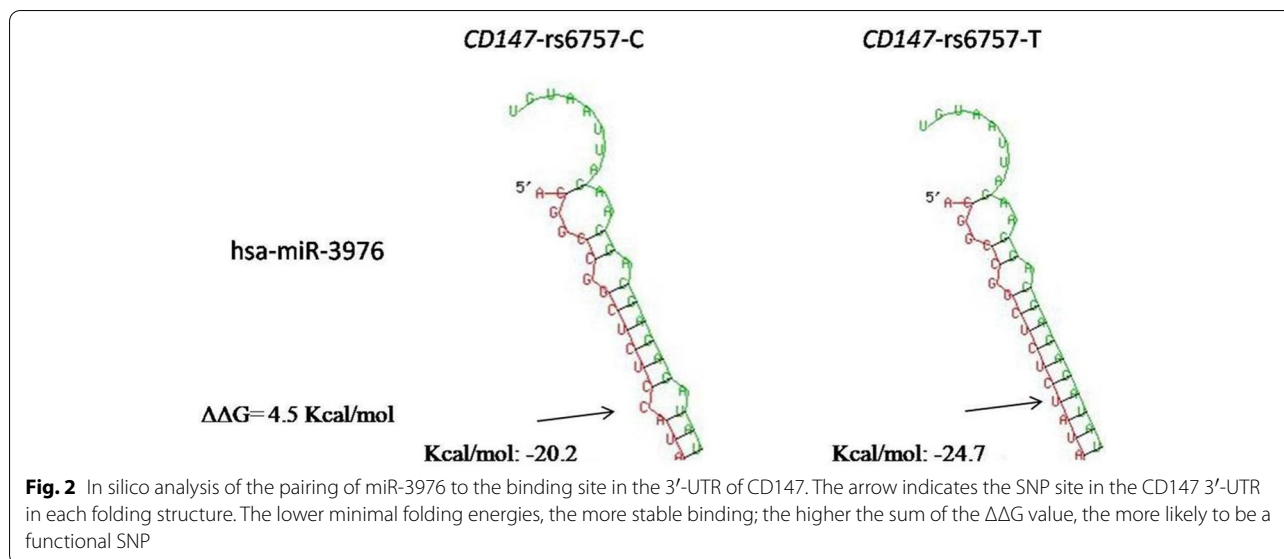 CD147-rs6757-C
CD147-rs6757-T
5′
5′
hsa-miR-3976
ΔΔG= 4.5 Kcal/mol
Kcal/mol: -20.2
Kcal/mol: -24.7
Fig. 2 In silico analysis of the pairing of miR-3976 to the binding site in the 3′-UTR of CD147. The arrow indicates the SNP site in the CD147 3′-UTR
in each folding structure. The lower minimal folding energies, the more stable binding; the higher the sum of the ΔΔG value, the more likely to be a
functional SNP